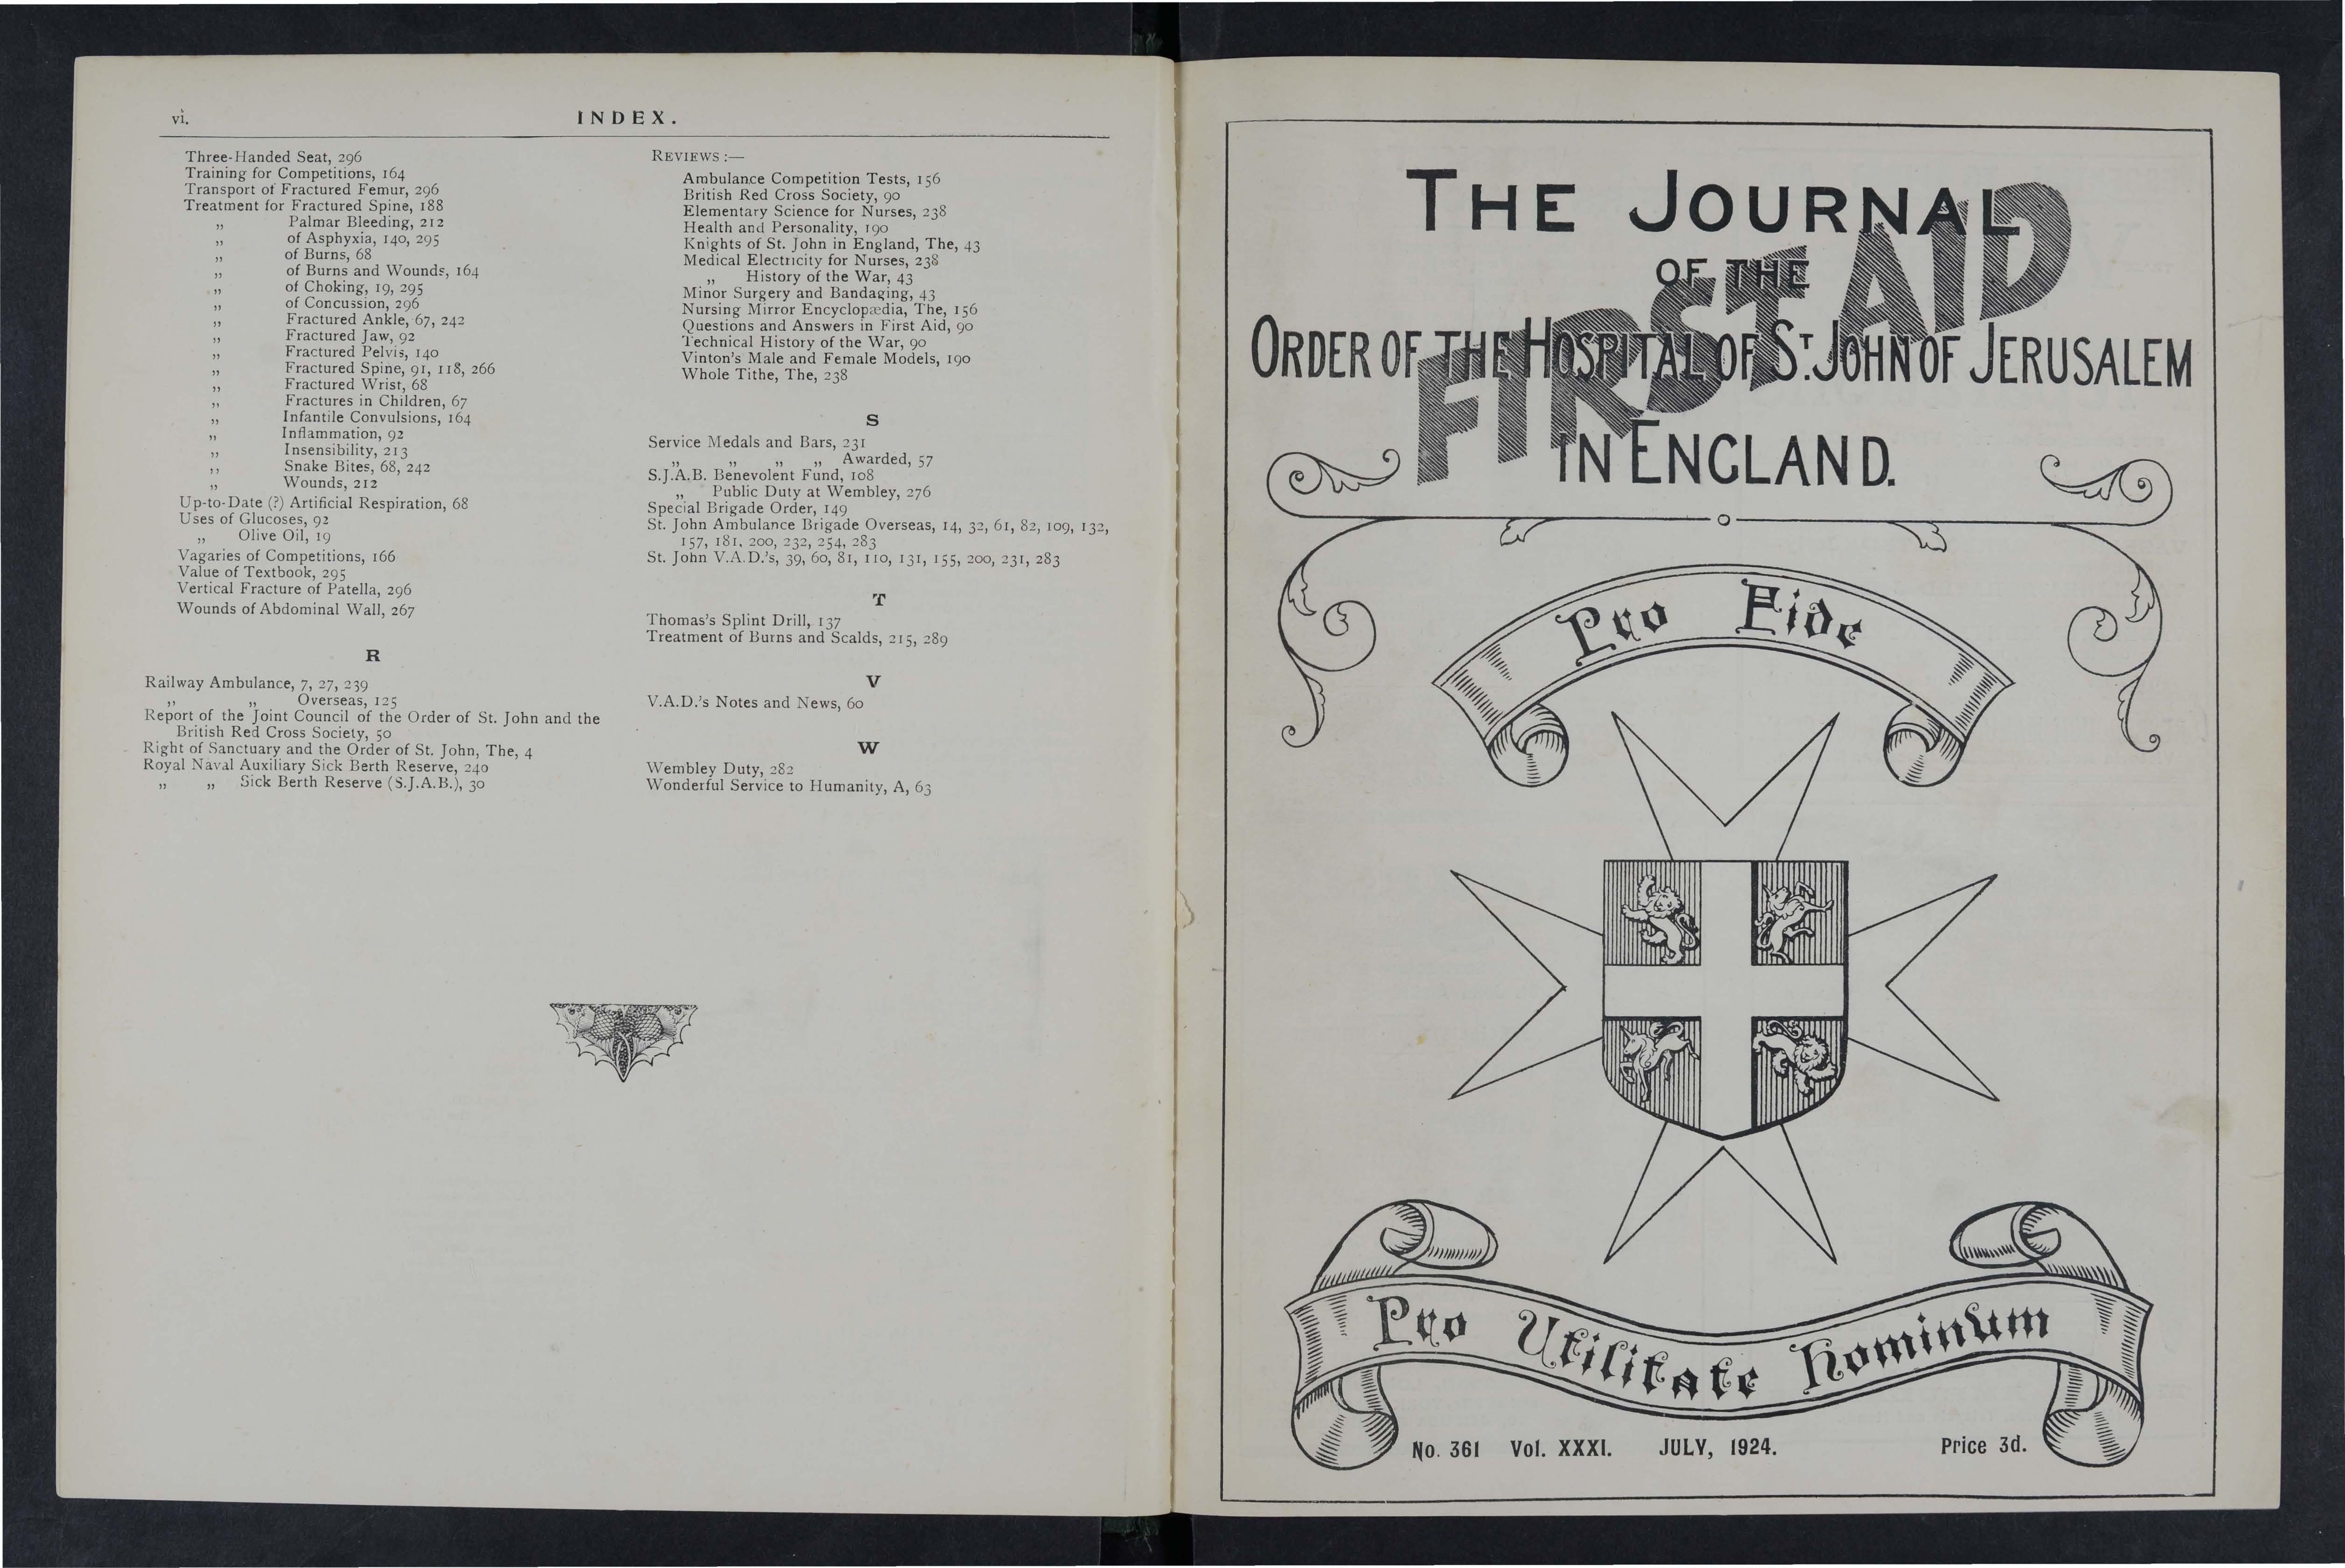 vi.
INDEX.
Three-Handed Seat, 296
Training for Competitions, 164
Transport of Fractured Femur, 296
Treatment for Fractured Spine, 188
„ Palmar Bleeding, 212
„ of Asphyxia, 140, 295
„ of Burns, 68
„ of Burns and Wounds, 164
„ of Choking, 19, 295
„ of Concussion, 296
„ Fractured Ankle, 67, 242
„ Fractured Jaw, 92
„ Fractured Pelvis, 140
„ Fractured Spine, 91, 118, 266
„ Fractured Wrist, 68
„ Fractures in Children, 67
„ Infantile Convulsions, 164
„ Inflammation, 92
„ Insensibility, 213
„ Snake Bites, 68, 242
„ Wounds, 212
Up-to-Date (?) Artificial Respiration, 68
Uses of Glucoses, 92
„ Olive Oil, 19
Vagaries of Competitions, 166
Value of Textbook, 295
Vertical Fracture of Patella, 296
Wounds of Abdominal Wall, 267
R
Railway Ambulance, 7, 27, 239
„ „ Overseas, 125
Report of the Joint Council of the Order of St. John and the
British Red Cross Society, 50
Right of Sanctuary and the Order of St. John, The, 4
Royal Naval Auxiliary Sick Berth Reserve, 240
„ „ Sick Berth Reserve (S.J.A.B.), 30
REVIEWS :—
Ambulance Competition Tests, 156
British Red Cross Society, 90
Elementary Science for Nurses, 238
Health and Personality, 190
Knights of St. John in England, The, 43
Medical Electricity for Nurses, 238
„ History of the War, 43
Minor Surgery and Bandaging, 43
Nursing Mirror Encyclopædia, The, 156
Questions and Answers in First Aid, 90
Technical History of the War, 90
Vinton's Male and Female Models, 190
Whole Tithe, The, 238
S
Service Medals and Bars, 231
„ „ „ „ Awarded, 57
S.J.A.B. Benevolent Fund, 108
„ Public Duty at Wembley, 276
Special Brigade Order, 149
St. John Ambulance Brigade Overseas, 14, 32, 61, 82, 109, 132,
157, 181, 200, 232, 254, 283
St. John V.A.D.'s, 39, 60, 81, 110, 131, 155, 200, 231, 283
T
Thomas's Splint Drill, 137
Treatment of Burns and Scalds, 215, 289
V
V.A.D.'s Notes and News, 60
W
Wembley Duty, 282
Wonderful Service to Humanity, A, 63
THE JOURNAL
OF THE
ORDER OF THE HOSPITAL OF ST. JOHN OF JERUSALEM
IN ENGLAND.
FIRST AID
Pro Fide
Pro Utilitate Hominum
No. 361 Vol. XXXI. JULY, 1924. Price 3d.